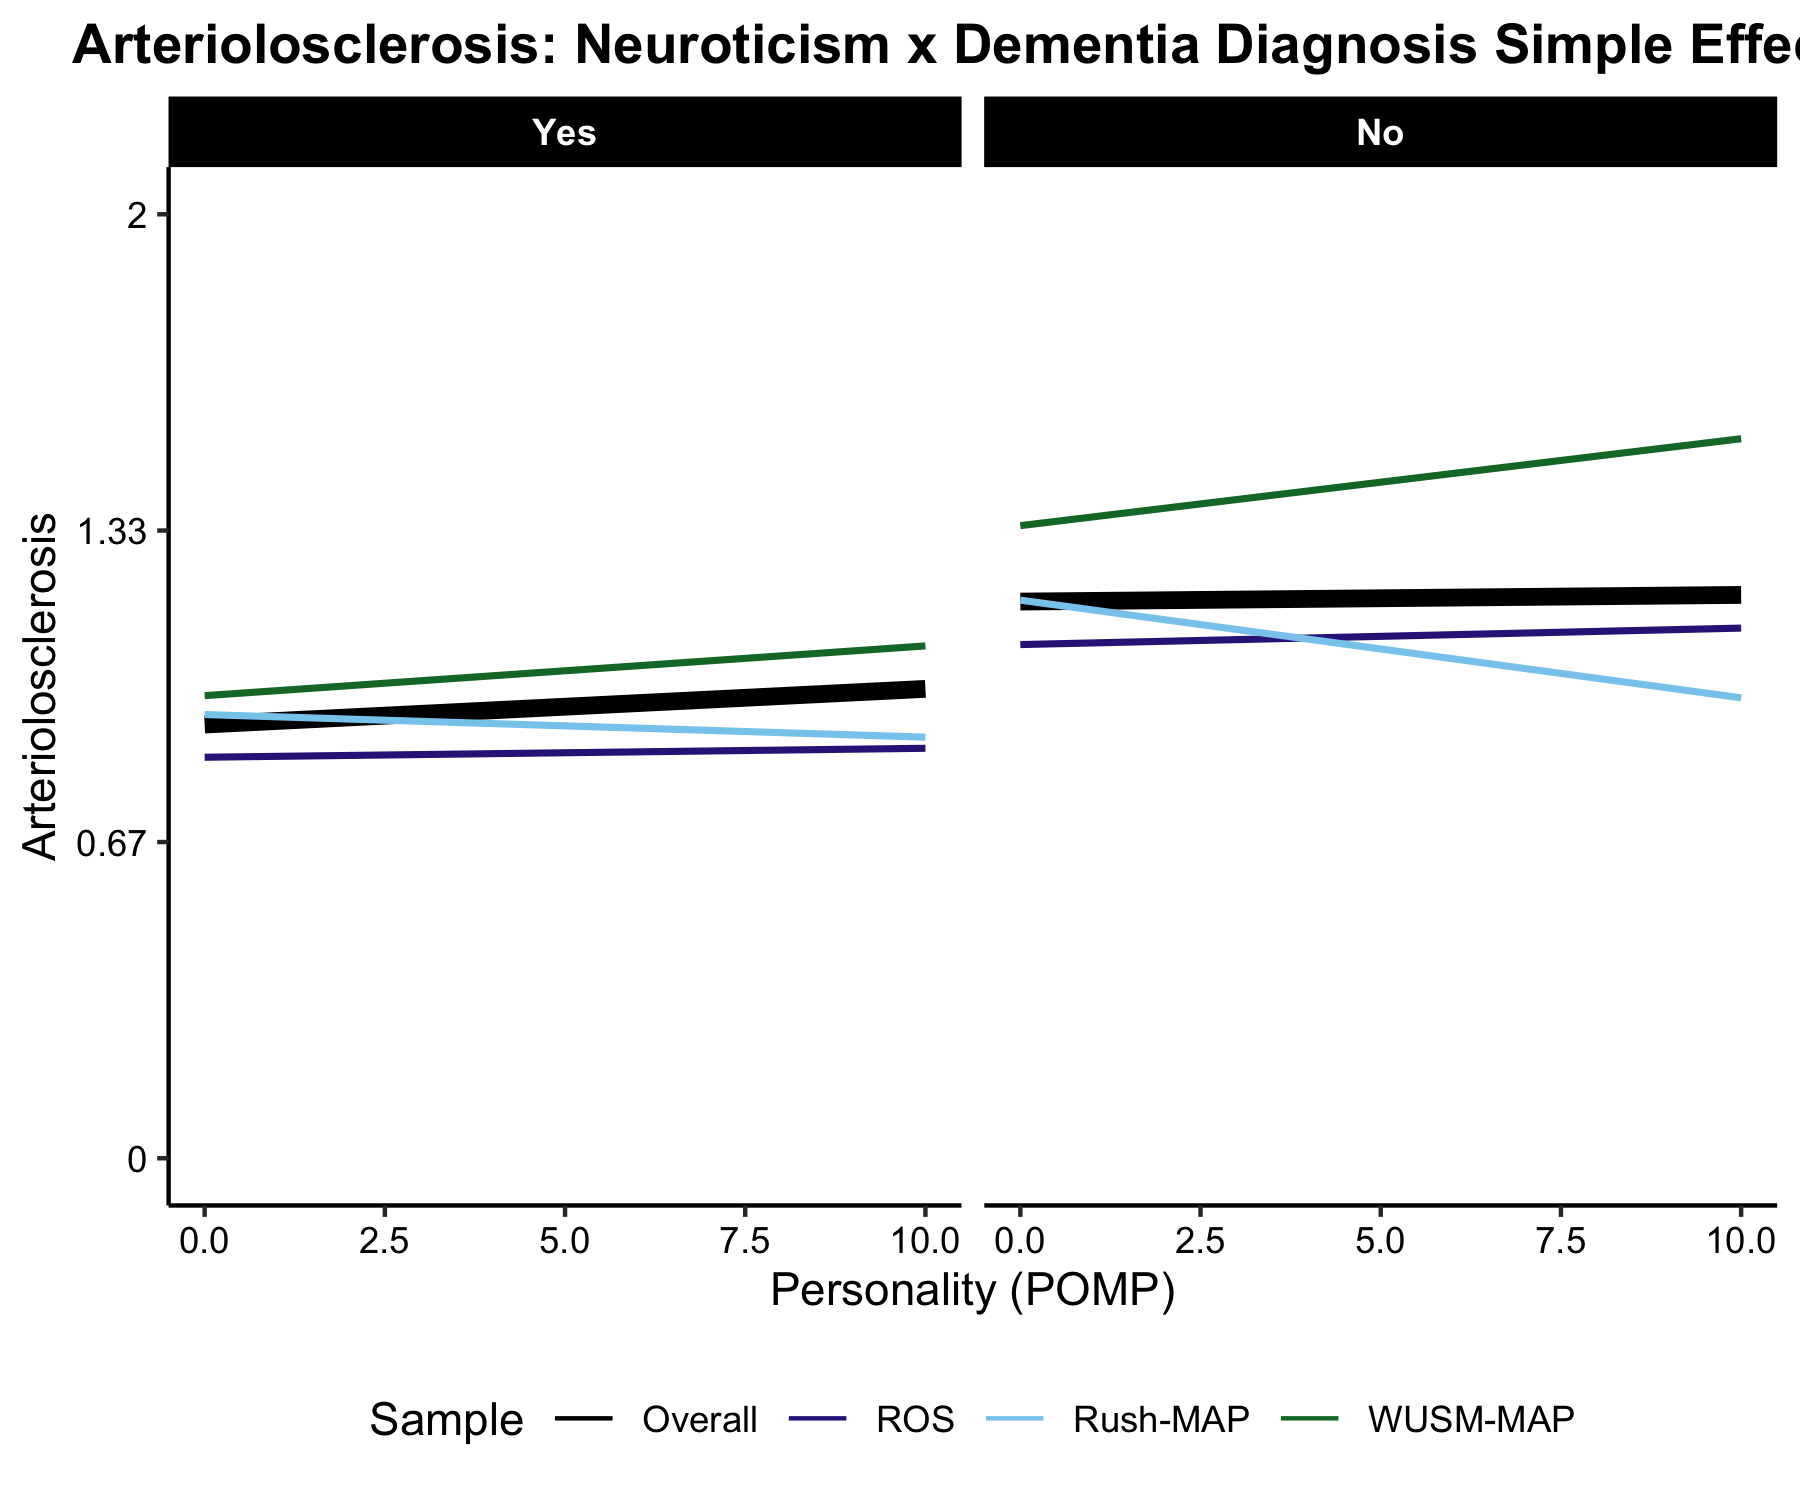 Arteriolosclerosis: Neuroticism x Dementia Diagnosis Simple
Yes No
2
1.33
0.67
0
Arteriolosclerosis
0.0 2.5 5.0 7.5 10.0 0.0 2.5 5.0 7.5 10.0
Personality (POMP)
Sample Overall ROS Rush-MAP WUSM-MAP